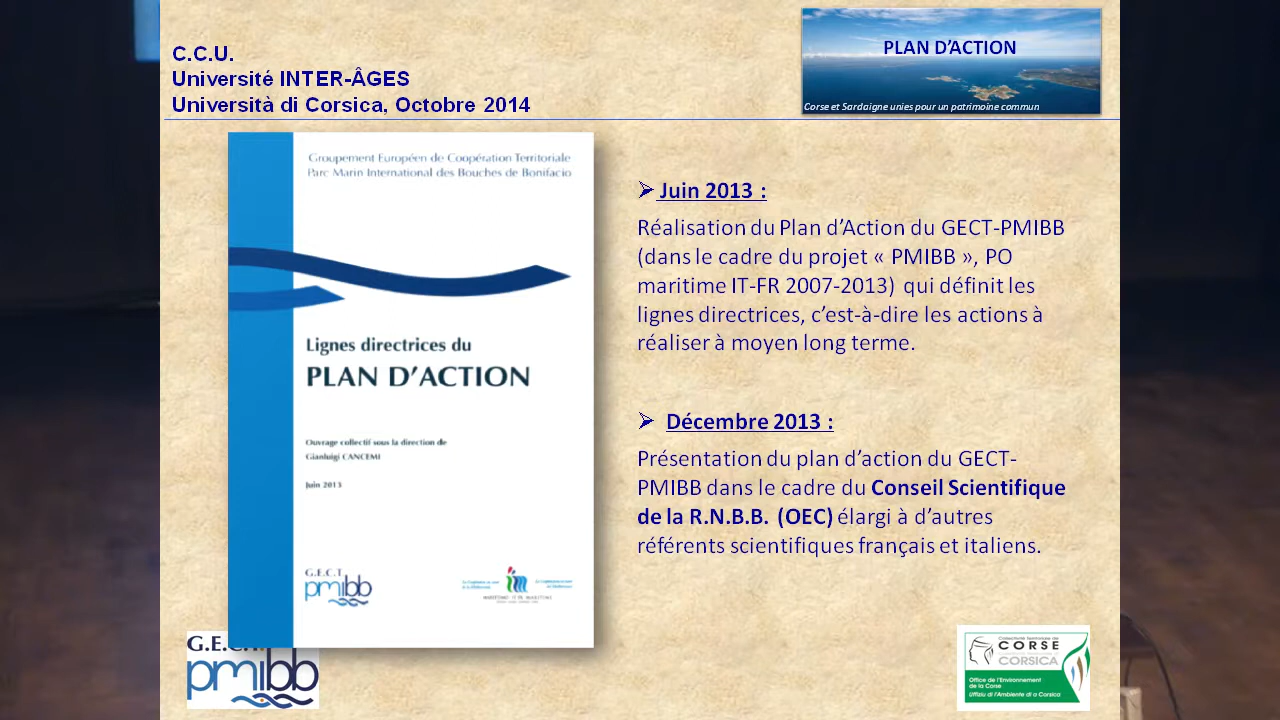 C.C.U.
Université INTER-ÂGES
Università di Corsica, Octobre 2014
PLAN D’ACTION
Corse et Sardaigne unies pour un patrimoine commun
Groupement Européen de Coopération Territoriale
Parc Marin International des Bouches de Bonifacio
Lignes directrices du
PLAN D’ACTION
Ouvrage collectif sous la direction de
Gianluigi CANCEMI
Juin 2013
G.E.C.T.
pmibb
➢ Juin 2013 :
Réalisation du Plan d’Action du GECT-PMIBB
(dans le cadre du projet « PMIBB », PO
maritime IT-FR 2007-2013) qui définit les
lignes directrices, c’est-à-dire les actions à
réaliser à moyen long terme.
➢ Décembre 2013 :
Présentation du plan d’action du GECT-
PMIBB dans le cadre du Conseil Scientifique
de la R.N.B.B. (OEC) élargi à d’autres
référents scientifiques français et italiens.
pmibb
Collectivité Territoriale de
CORSE
CORSICA
Office de l'Environnement
de la Corse
Uffiziu di l'Ambiente di a Corsica